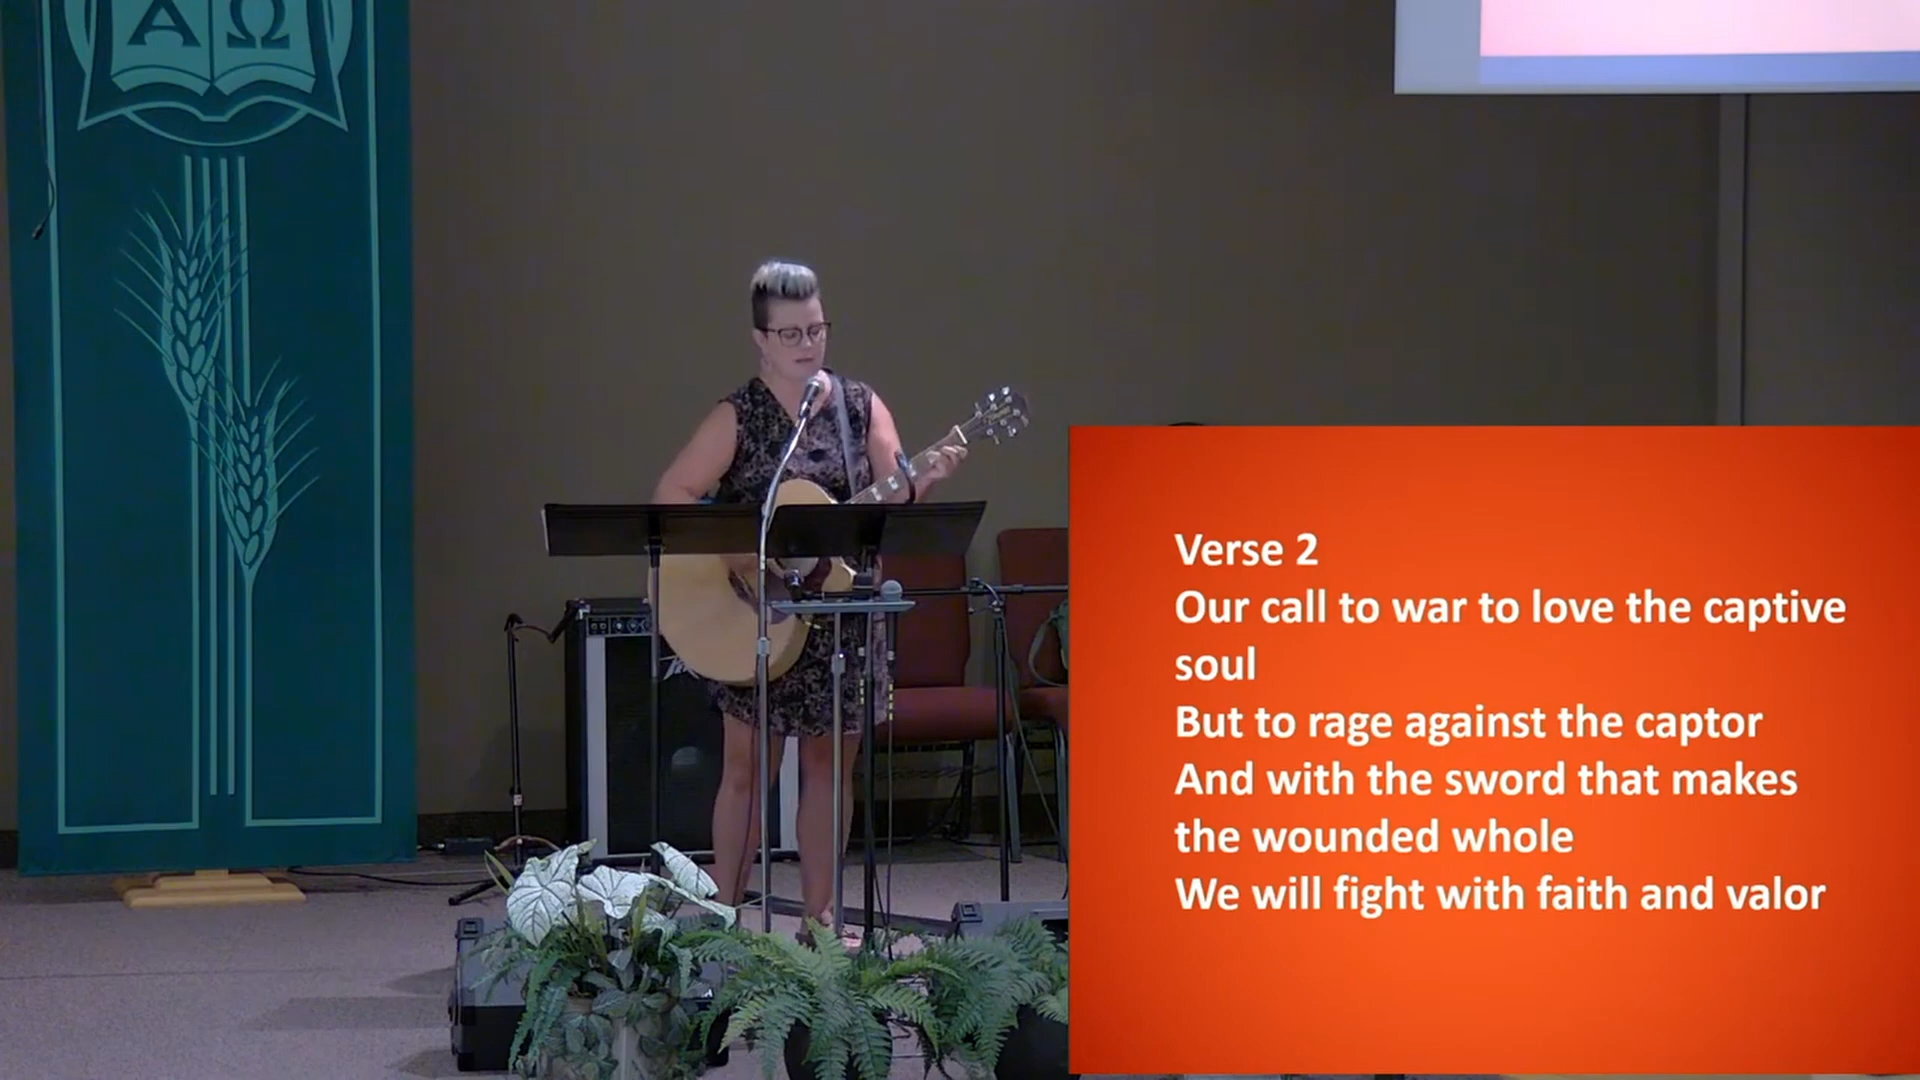 Α Ω
Verse 2
Our call to war to love the captive
soul
But to rage against the captor
And with the sword that makes
the wounded whole
We will fight with faith and valor